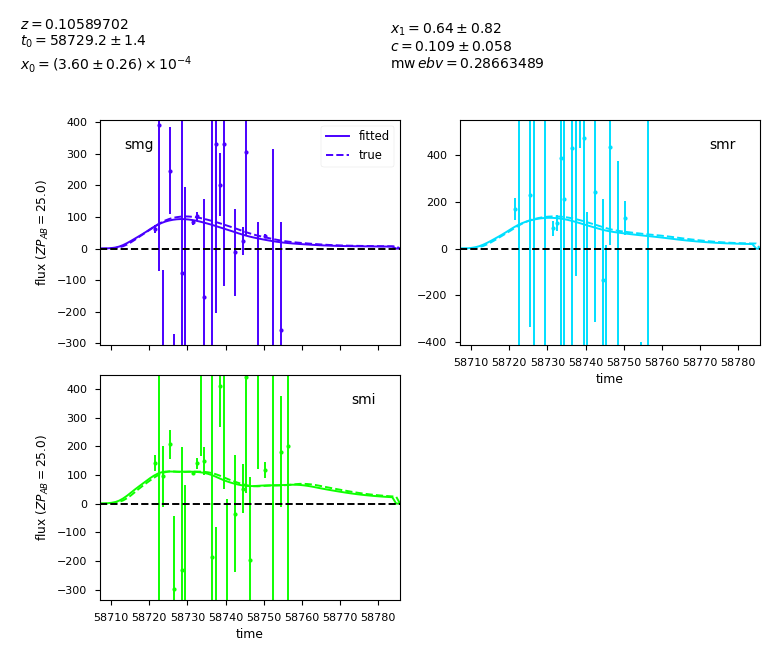 z = 0.10589702
t₀ = 58729.2 ± 1.4
x₀ = (3.60 ± 0.26) × 10⁻⁴
x₁ = 0.64 ± 0.82
c = 0.109 ± 0.058
mw ebv = 0.28663489
smg
fitted
true
400
300
200
100
0
−100
−200
−300
flux (ZP_AB = 25.0)
smr
400
200
0
−200
−400
58710 58720 58730 58740 58750 58760 58770 58780
time
smi
400
300
200
100
0
−100
−200
−300
flux (ZP_AB = 25.0)
58710 58720 58730 58740 58750 58760 58770 58780
time